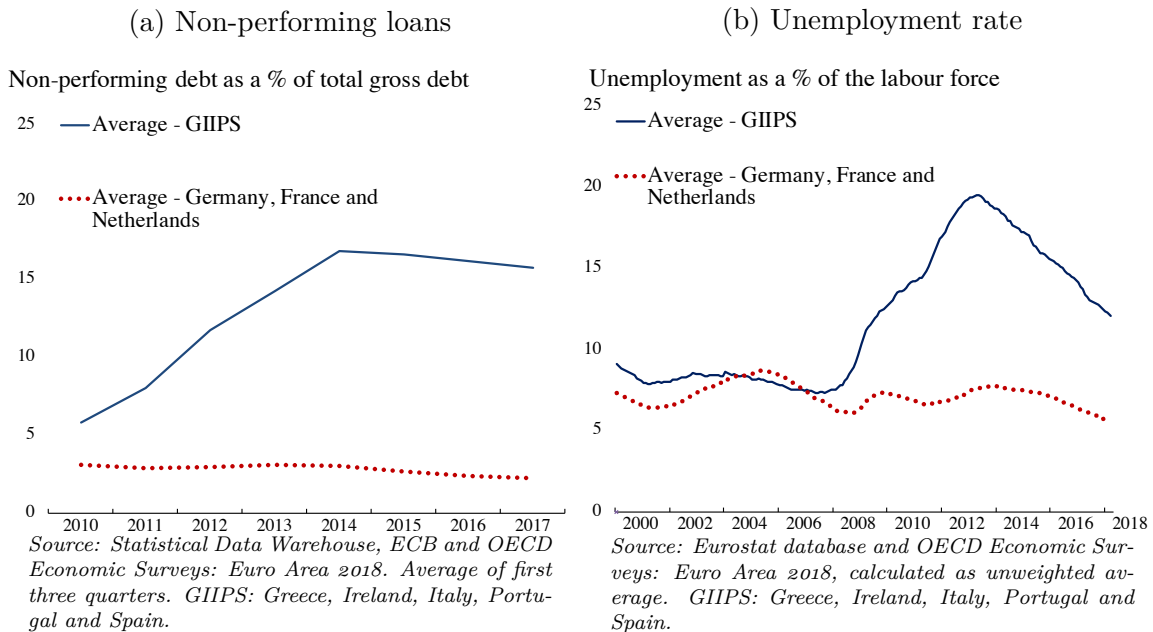 (a) Non-performing loans
Non-performing debt as a % of total gross debt
25
Average - GIIPS
20
Average - Germany, France and
Netherlands
15
10
5
0
2010 2011 2012 2013 2014 2015 2016 2017
Source: Statistical Data Warehouse, ECB and OECD
Economic Surveys: Euro Area 2018. Average of first
three quarters. GIIPS: Greece, Ireland, Italy, Portu-
gal and Spain.
(b) Unemployment rate
Unemployment as a % of the labour force
25
Average - GIIPS
Average - Germany, France and
20
Netherlands
15
10
5
0
2000 2002 2004 2006 2008 2010 2012 2014 2016 2018
Source: Eurostat database and OECD Economic Sur-
veys: Euro Area 2018, calculated as unweighted av-
erage. GIIPS: Greece, Ireland, Italy, Portugal and
Spain.